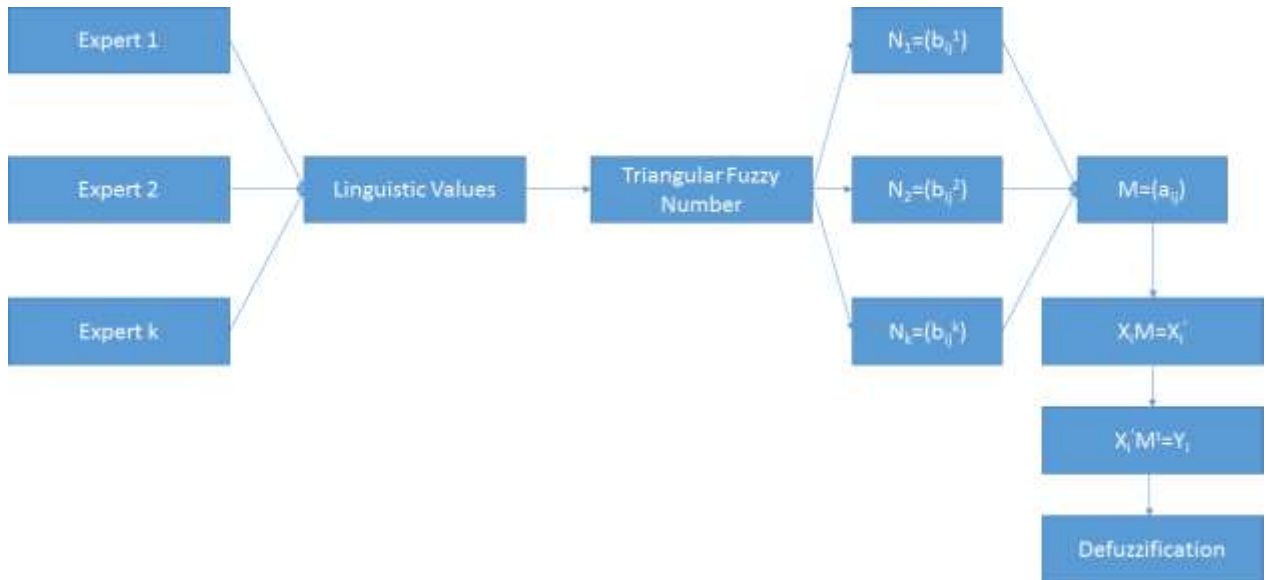 Expert 1
N₁=(bᵢⱼ¹)
Expert 2
Linguistic Values
Triangular Fuzzy
Number
N₂=(bᵢⱼ²)
M=(aᵢⱼ)
Expert k
Nₖ=(bᵢⱼᵏ)
XᵢM=Xᵢ'
Xᵢ'Mᵗ=Yᵢ
Defuzzification